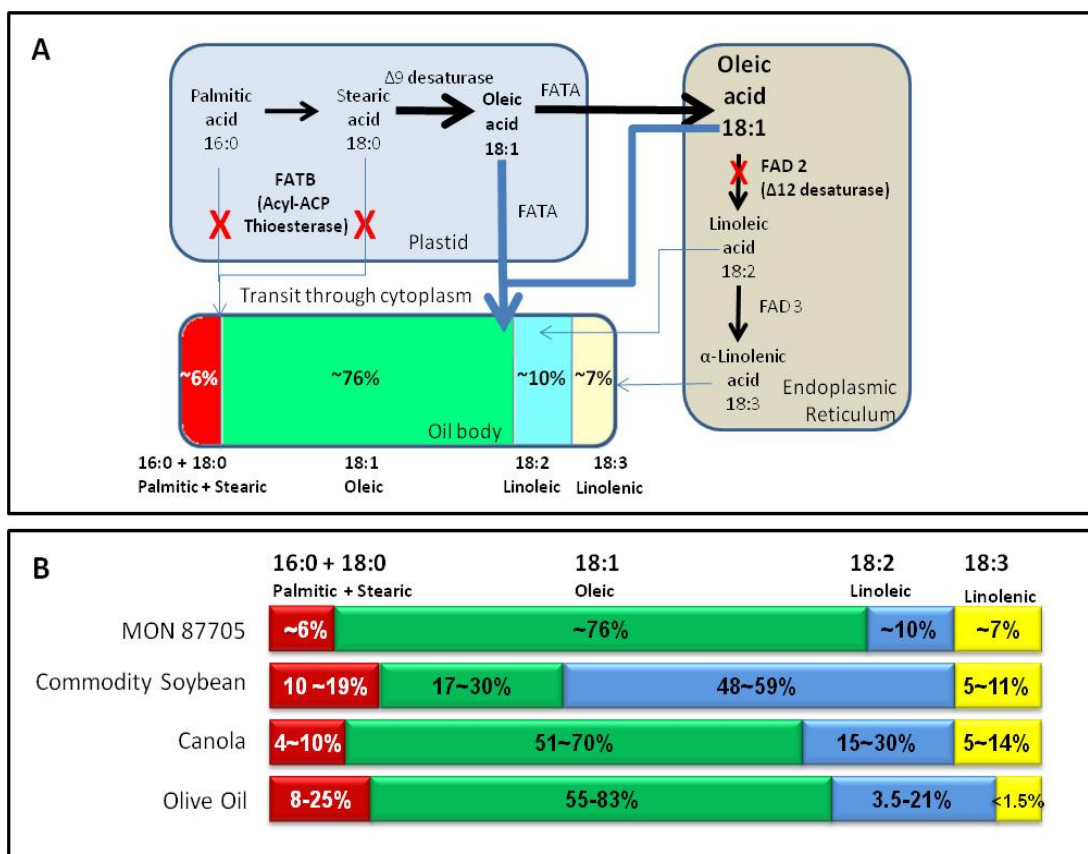 A
Δ9 desaturase
Palmitic
acid
16:0
Stearic
acid
18:0
Oleic
acid
18:1
FATA
Oleic
acid
18:1
FATB
(Acyl-ACP
Thioesterase)
FATA
Plastid
FAD 2
(Δ12 desaturase)
Linoleic
acid
18:2
FAD 3
α-Linolenic
acid
18:3
Endoplasmic
Reticulum
Transit through cytoplasm
~6%
~76%
~10%
~7%
Oil body
16:0 + 18:0
Palmitic + Stearic
18:1
Oleic
18:2
Linoleic
18:3
Linolenic
B
16:0 + 18:0
Palmitic + Stearic
18:1
Oleic
18:2
Linoleic
18:3
Linolenic
MON 87705 ~6% ~76% ~10% ~7%
Commodity Soybean 10 ~19% 17~30% 48~59% 5~11%
Canola 4~10% 51~70% 15~30% 5~14%
Olive Oil 8-25% 55-83% 3.5-21% <1.5%